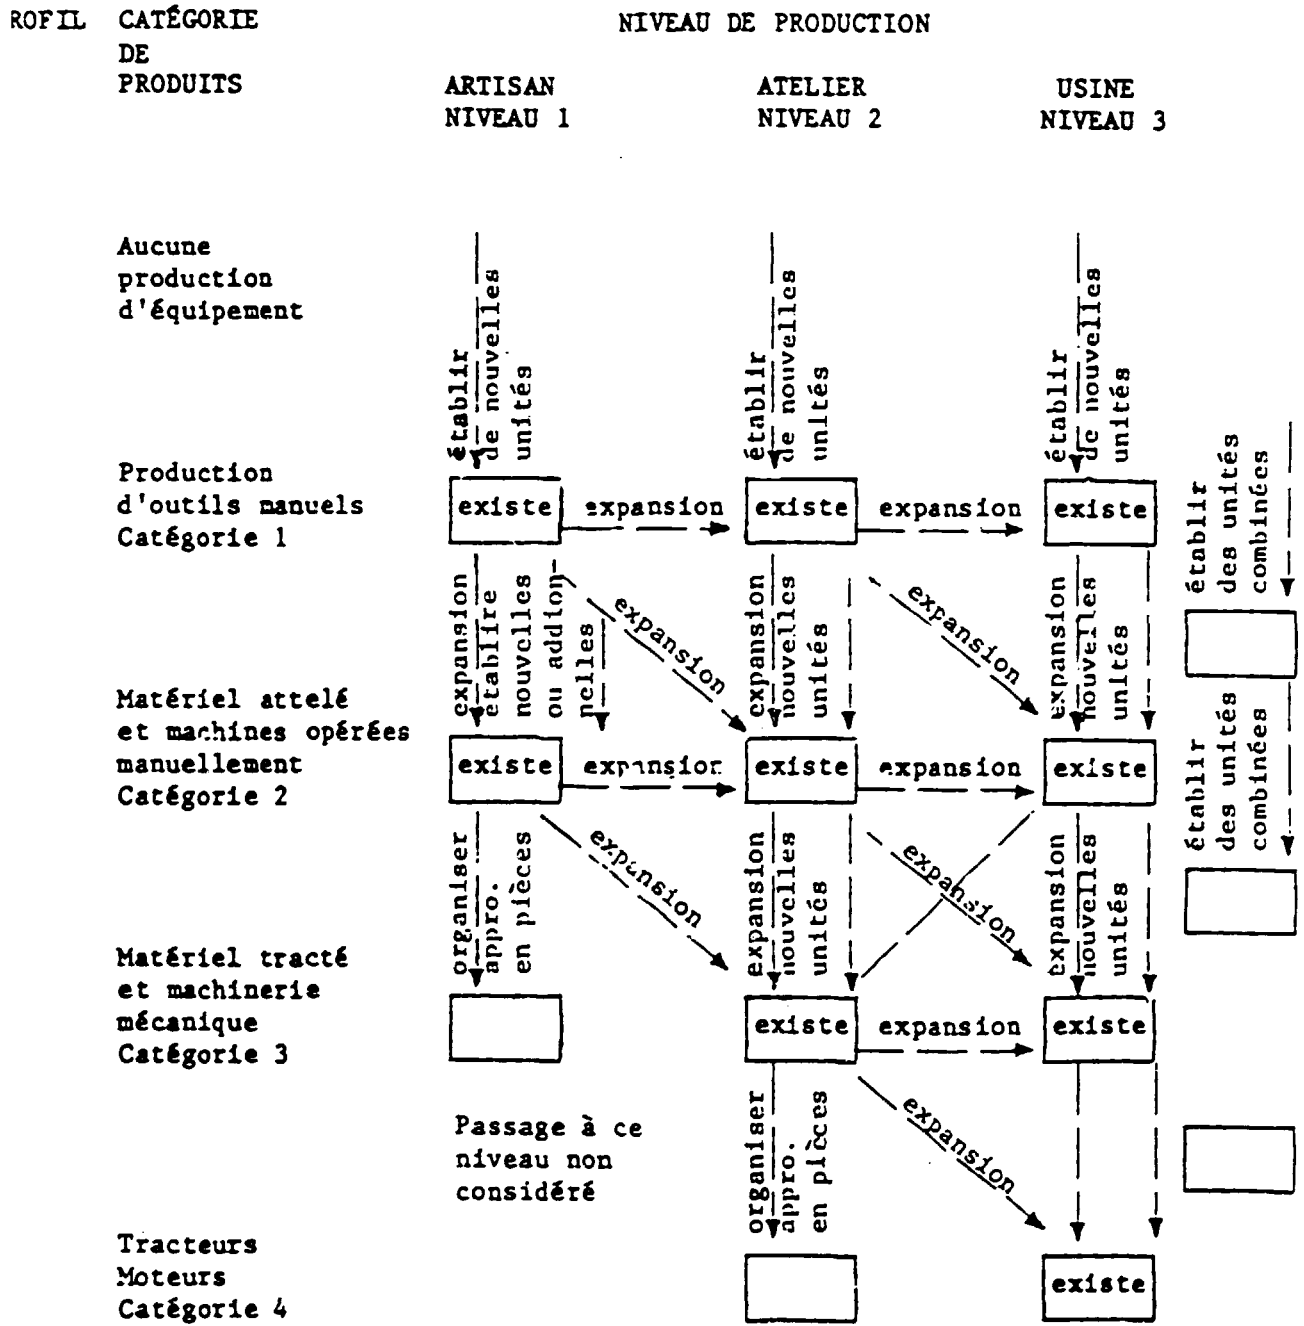 ROFIL CATÉGORIE DE PRODUITS
NIVEAU DE PRODUCTION
ARTISAN NIVEAU 1
ATELIER NIVEAU 2
USINE NIVEAU 3
Aucune
production
d'équipement
établir
de nouvelles
unités
établir
de nouvelles
unités
établir
de nouvelles
unités
Production
d'outils manuels
Catégorie 1
existe
expansion
existe
expansion
existe
établir
des unités
combinées
expansion
établire
nouvelles
ou addion-
nelles
expansion
expansion
nouvelles
unités
expansion
expansion
nouvelles
unités
Matériel attelé
et machines opérées
manuellement
Catégorie 2
existe
expansion
existe
expansion
existe
établir
des unités
combinées
organiser
appro.
en pièces
expansion
expansion
nouvelles
unités
expansion
expansion
nouvelles
unités
Matériel tracté
et machinerie
mécanique
Catégorie 3
existe
expansion
existe
Passage à ce
niveau non
considéré
organiser
appro.
en pièces
expansion
Tracteurs
Moteurs
Catégorie 4
existe